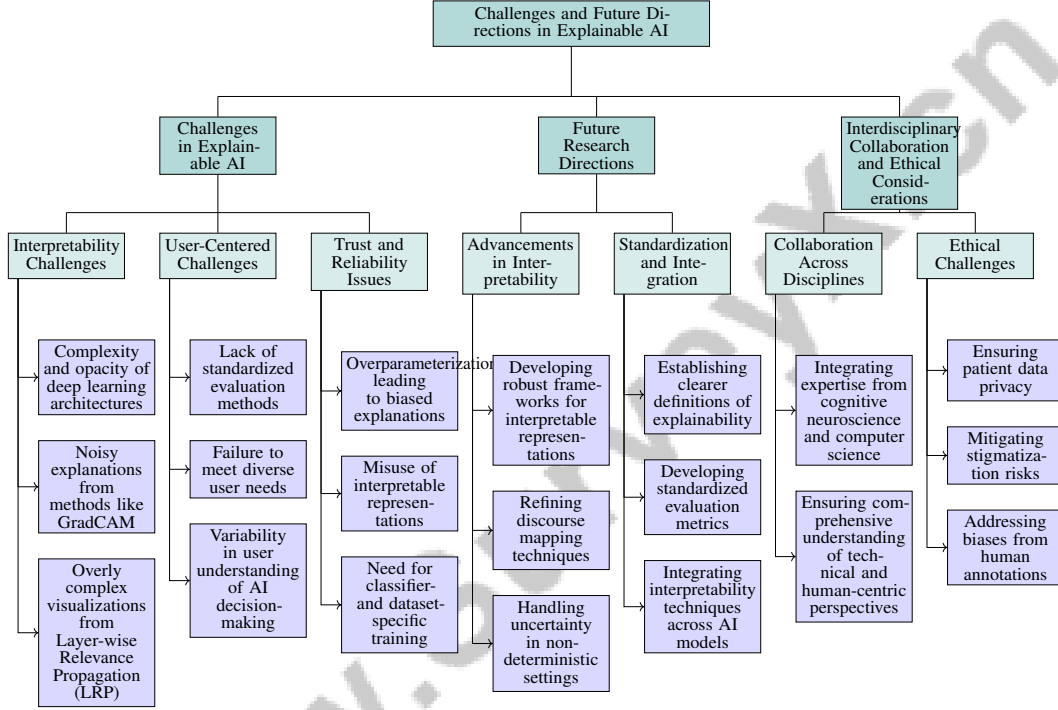 Challenges and Future Di-
rections in Explainable AI
Challenges
in Explain-
able AI
Future
Research
Directions
Interdisciplinary
Collaboration
and Ethical
Consid-
erations
Interpretability
Challenges
User-Centered
Challenges
Trust and
Reliability
Issues
Advancements
in Inter-
pretability
Standardization
and Inte-
gration
Collaboration
Across
Disciplines
Ethical
Challenges
Complexity
and opacity of
deep learning
architectures
Noisy
explanations
from
methods like
GradCAM
Overly
complex
visualizations
from
Layer-wise
Relevance
Propagation
(LRP)
Lack of
standardized
evaluation
methods
Failure to
meet diverse
user needs
Variability
in user
understanding
of AI
decision-
making
Overparameterization
leading
to biased
explanations
Misuse of
interpretable
represen-
tations
Need for
classifier-
and dataset-
specific
training
Developing
robust frame-
works for
interpretable
represent-
ations
Refining
discourse
mapping
techniques
Handling
uncertainty
in non-
deterministic
settings
Establishing
clearer
definitions of
explainability
Developing
standardized
evaluation
metrics
Integrating
interpretability
techniques
across AI
models
Integrating
expertise from
cognitive
neuroscience
and computer
science
Ensuring com-
prehensive
understanding
of tech-
nical and
human-centric
perspectives
Ensuring
patient data
privacy
Mitigating
stigmatiza-
tion risks
Addressing
biases from
human
annotations